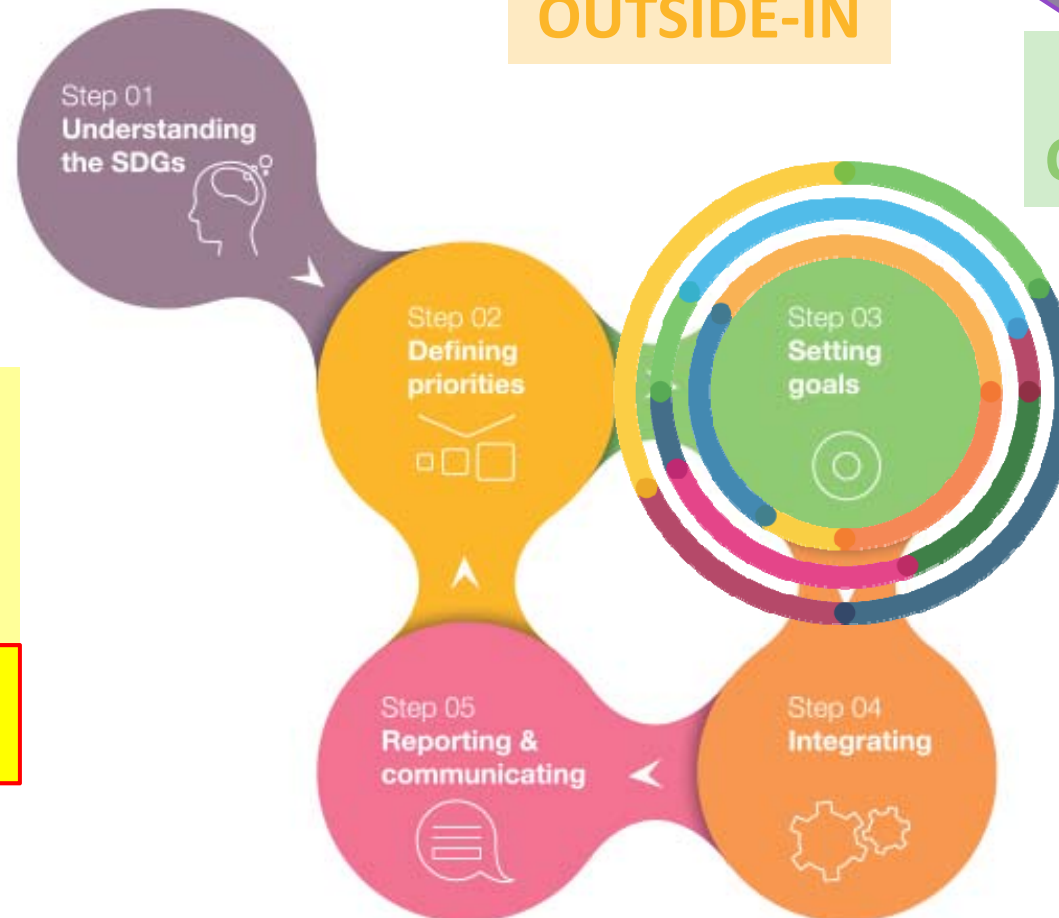 OUTSIDE-IN
Step 01
Understanding
the SDGs
Step 02
Defining
priorities
Step 03
Setting
goals
Step 05
Reporting &
communicating
Step 04
Integrating